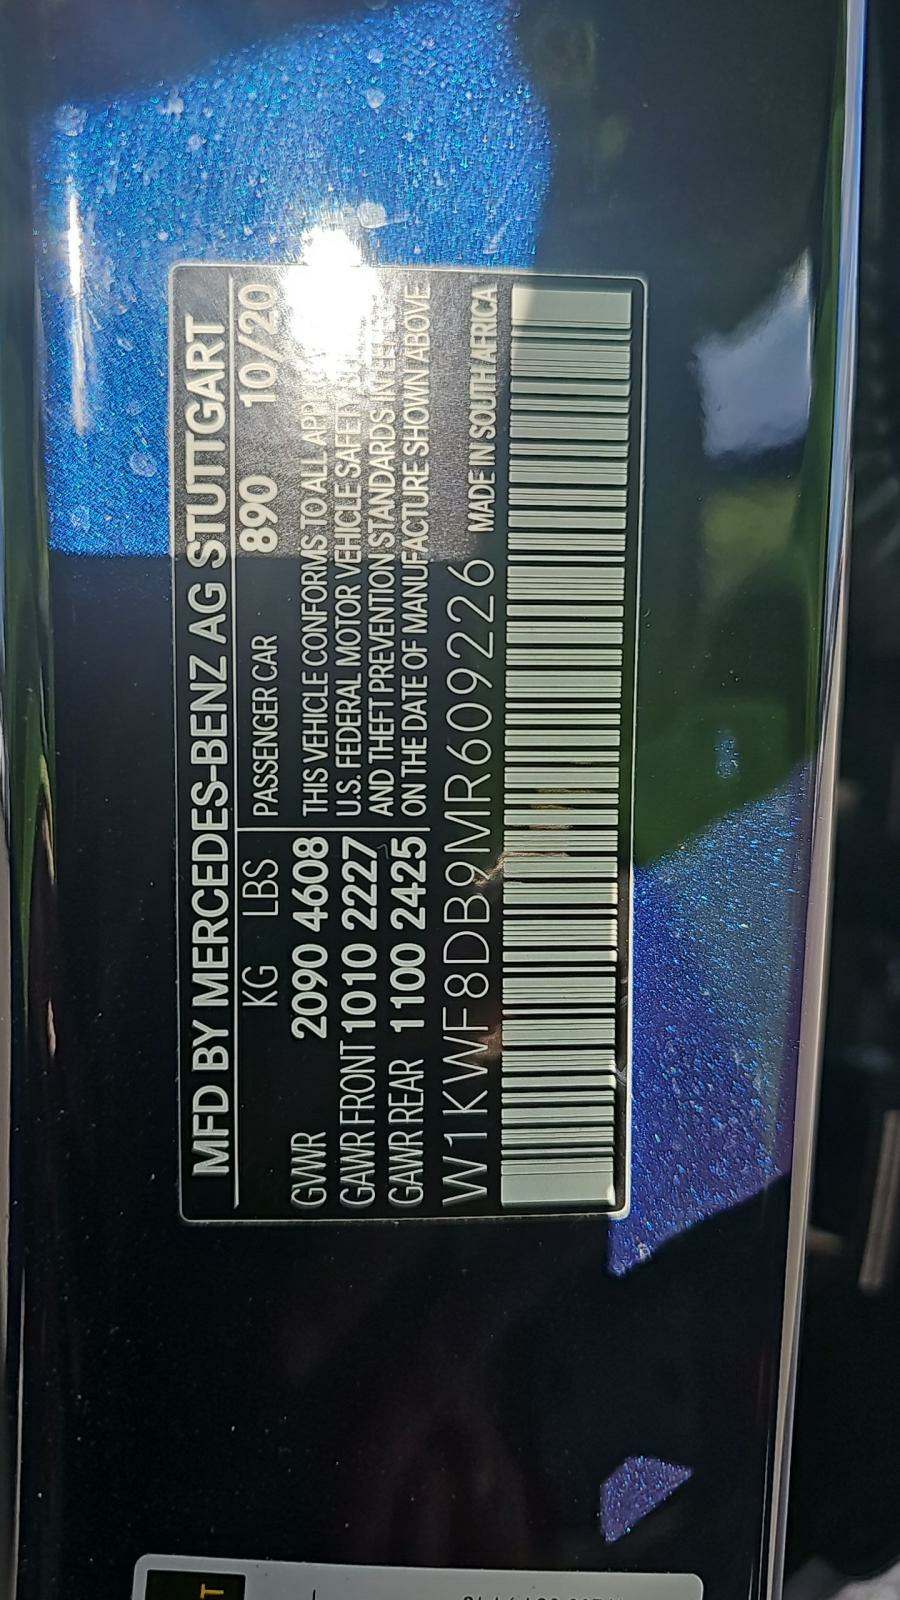 MFD BY MERCEDES-BENZ AG STUTTGART
KG LBS PASSENGER CAR 890 10/20
GVWR 2090 4608 THIS VEHICLE CONFORMS TO ALL
GAWR FRONT 1010 2227 U.S. FEDERAL MOTOR VEHICLE
GAWR REAR 1100 2425 AND THEFT PREVENTION STANDARDS IN
ON THE DATE OF MANUFACTURE SHOWN ABOVE
W1KWF8DB9MR609226 MADE IN SOUTH AFRICA